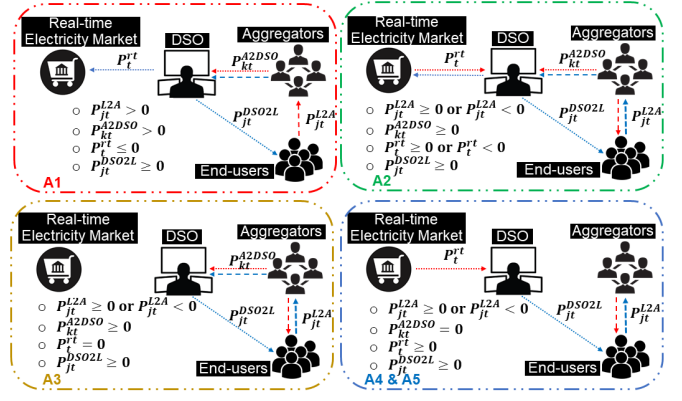 Real-time
Electricity Market
DSO
Aggregators
P_t^{rt}
P_{kt}^{A2DSO}
P_{jt}^{DSO2L}
P_{jt}^{L2A}
○ P_{jt}^{L2A} > 0
○ P_{kt}^{A2DSO} > 0
○ P_t^{rt} ≤ 0
○ P_{jt}^{DSO2L} ≥ 0
End-users
A1
Real-time
Electricity Market
DSO
Aggregators
P_t^{rt}
P_{kt}^{A2DSO}
P_{jt}^{DSO2L}
P_{jt}^{L2A}
○ P_{jt}^{L2A} ≥ 0 or P_{jt}^{L2A} < 0
○ P_{kt}^{A2DSO} ≥ 0
○ P_t^{rt} ≥ 0 or P_t^{rt} < 0
○ P_{jt}^{DSO2L} ≥ 0
End-users
A2
Real-time
Electricity Market
DSO
Aggregators
P_{kt}^{A2DSO}
P_{jt}^{DSO2L}
P_{jt}^{L2A}
○ P_{jt}^{L2A} ≥ 0 or P_{jt}^{L2A} < 0
○ P_{kt}^{A2DSO} ≥ 0
○ P_t^{rt} = 0
○ P_{jt}^{DSO2L} ≥ 0
End-users
A3
Real-time
Electricity Market
DSO
Aggregators
P_t^{rt}
P_{jt}^{DSO2L}
P_{jt}^{L2A}
○ P_{jt}^{L2A} ≥ 0 or P_{jt}^{L2A} < 0
○ P_{kt}^{A2DSO} = 0
○ P_t^{rt} ≥ 0
○ P_{jt}^{DSO2L} ≥ 0
End-users
A4 & A5